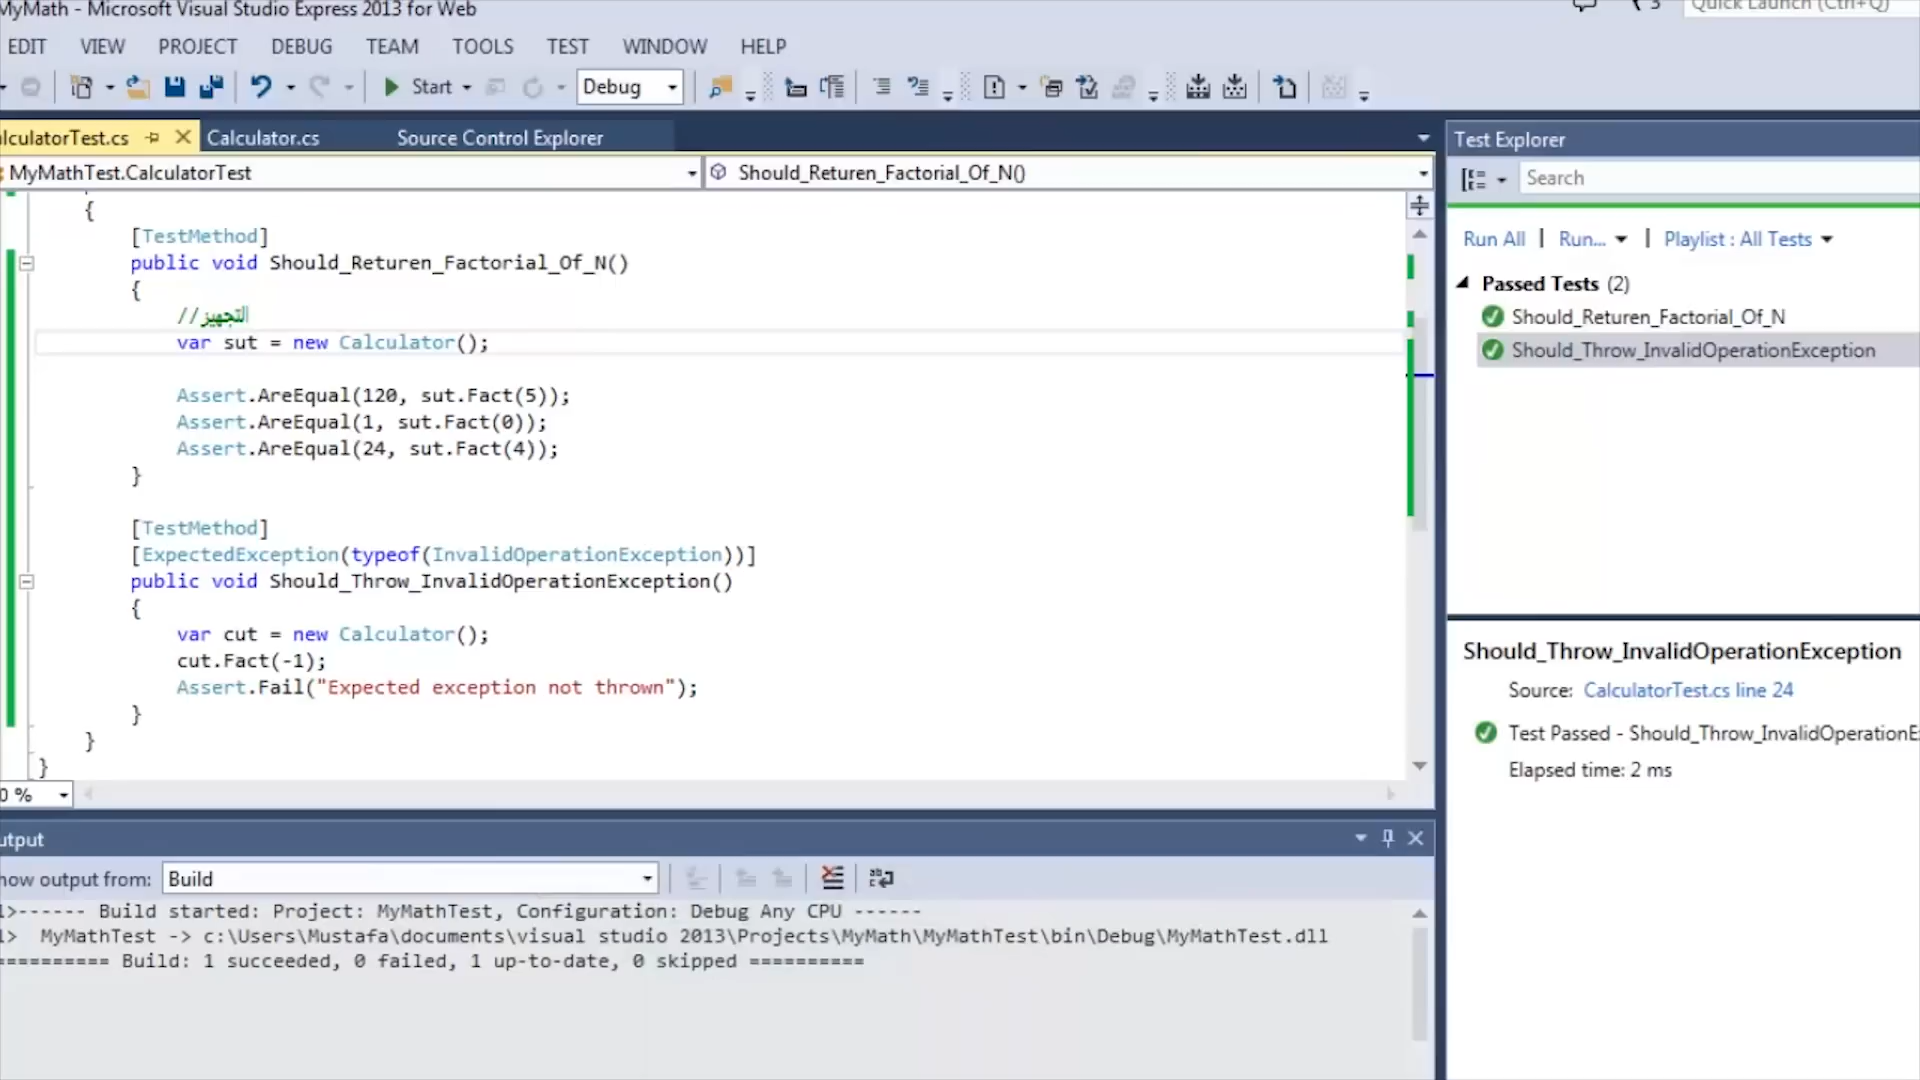 MyMath - Microsoft Visual Studio Express 2013 for Web
3
Quick Launch (Ctrl+Q)
EDIT VIEW PROJECT DEBUG TEAM TOOLS TEST WINDOW HELP
Start Debug
lculatorTest.cs Calculator.cs Source Control Explorer
MyMathTest.CalculatorTest Should_Returen_Factorial_Of_N()
{
[TestMethod]
public void Should_Returen_Factorial_Of_N()
{
//التجهيز
var sut = new Calculator();
Assert.AreEqual(120, sut.Fact(5));
Assert.AreEqual(1, sut.Fact(0));
Assert.AreEqual(24, sut.Fact(4));
}
[TestMethod]
[ExpectedException(typeof(InvalidOperationException))]
public void Should_Throw_InvalidOperationException()
{
var cut = new Calculator();
cut.Fact(-1);
Assert.Fail("Expected exception not thrown");
}
}
}
0 %
utput
how output from: Build
1>------ Build started: Project: MyMathTest, Configuration: Debug Any CPU ------
1> MyMathTest -> c:\Users\Mustafa\documents\visual studio 2013\Projects\MyMath\MyMathTest\bin\Debug\MyMathTest.dll
========== Build: 1 succeeded, 0 failed, 1 up-to-date, 0 skipped ==========
Test Explorer
Search
Run All | Run... | Playlist : All Tests
Passed Tests (2)
Should_Returen_Factorial_Of_N
Should_Throw_InvalidOperationException
Should_Throw_InvalidOperationException
Source: CalculatorTest.cs line 24
Test Passed - Should_Throw_InvalidOperationE
Elapsed time: 2 ms